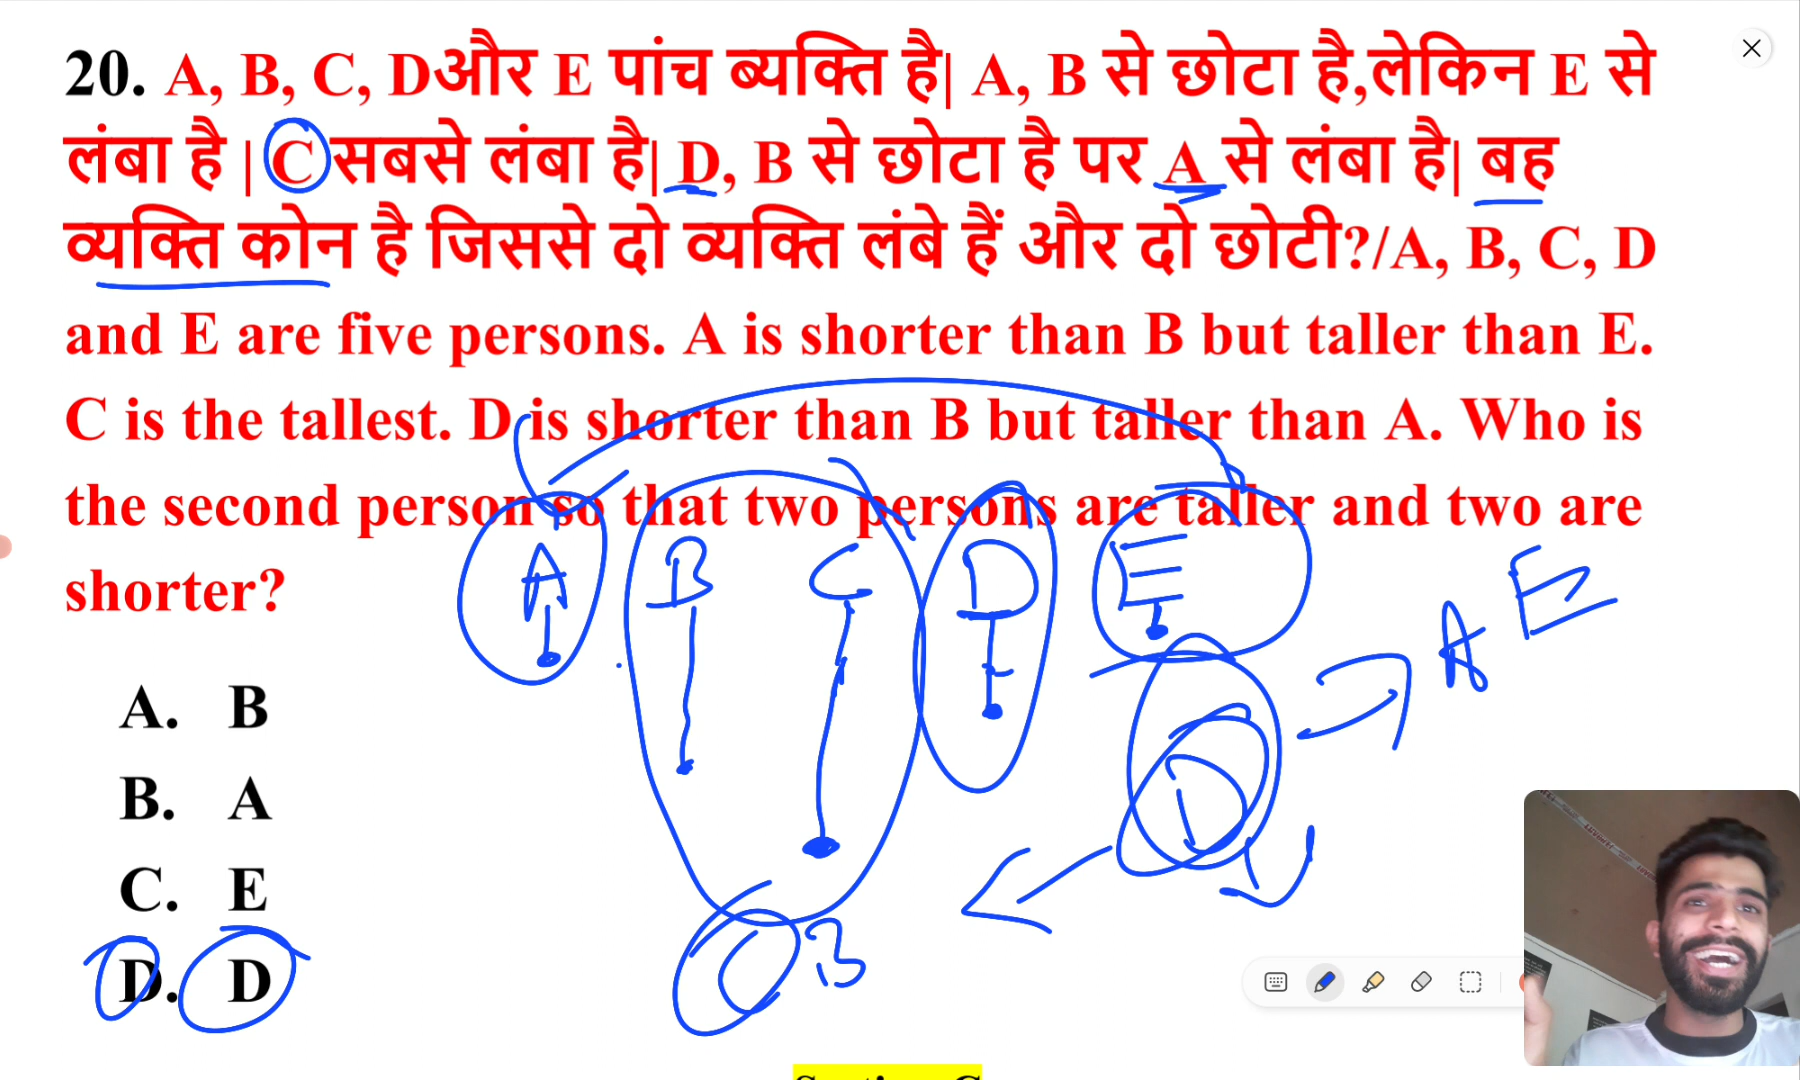 20. A, B, C, Dऔर E पांच ब्यक्ति है| A, B से छोटा है,लेकिन E से
लंबा है | C सबसे लंबा है| D, B से छोटा है पर A से लंबा है| बह
व्यक्ति कोन है जिससे दो व्यक्ति लंबे हैं और दो छोटी?/A, B, C, D
and E are five persons. A is shorter than B but taller than E.
C is the tallest. D is shorter than B but taller than A. Who is
the second person so that two persons are taller and two are
shorter?
A B C D E
A E
A. B
B. A
C. E
D. D
D
C B